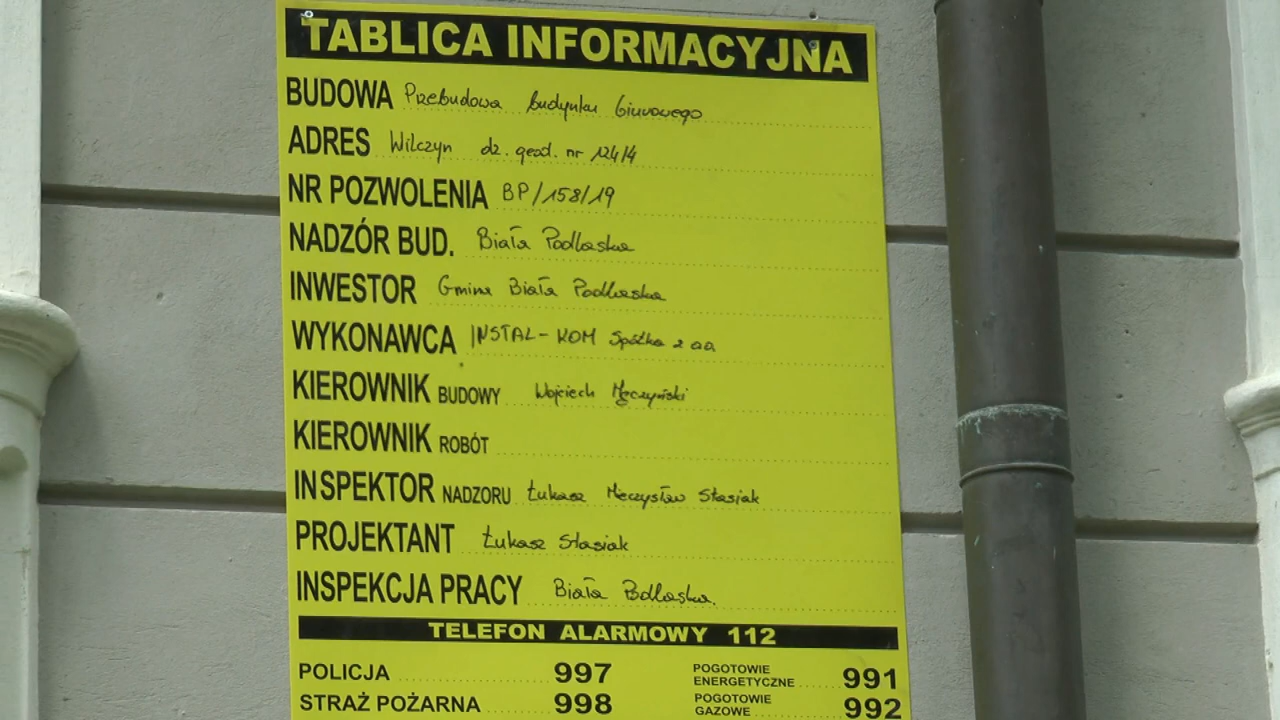 TABLICA INFORMACYJNA
BUDOWA Przebudowa budynku biurowego
ADRES Wilczyn dz. geod. nr 124/4
NR POZWOLENIA BP/158/19
NADZÓR BUD. Biała Podlaska
INWESTOR Gmina Biała Podlaska
WYKONAWCA INSTAL-KOM Spółka z oo
KIEROWNIK BUDOWY Wojciech Męczyński
KIEROWNIK ROBÓT
INSPEKTOR NADZORU Łukasz Mieczysław Stasiak
PROJEKTANT Łukasz Stasiak
INSPEKCJA PRACY Biała Podlaska.
TELEFON ALARMOWY 112
POLICJA 997 POGOTOWIE ENERGETYCZNE 991
STRAŻ POŻARNA 998 POGOTOWIE GAZOWE 992